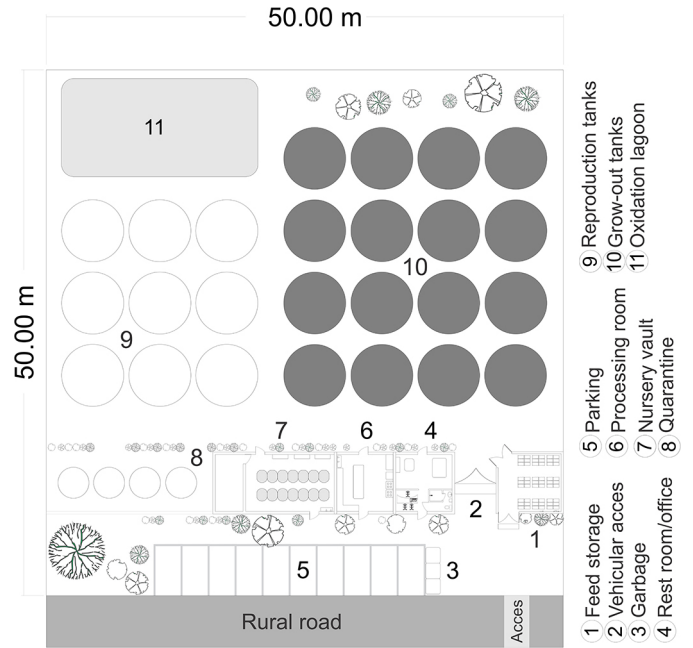 50.00 m
50.00 m
11
10
9
7
6
4
8
2
1
5
3
Rural road
Acces
1 Feed storage
2 Vehicular acces
3 Garbage
4 Rest room/office
5 Parking
6 Processing room
7 Nursery vault
8 Quarantine
9 Reproduction tanks
10 Grow-out tanks
11 Oxidation lagoon